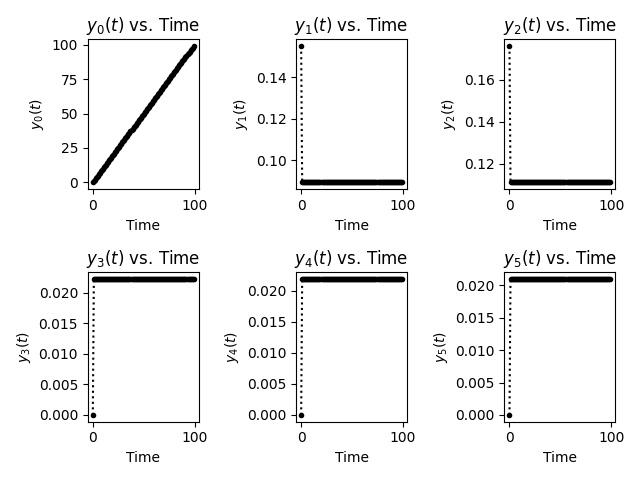 y₀(t) vs. Time
y₁(t) vs. Time
y₂(t) vs. Time
100
75
50
25
0
y₀(t)
0 100
Time
0.14
0.12
0.10
y₁(t)
0 100
Time
0.16
0.14
0.12
y₂(t)
0 100
Time
y₃(t) vs. Time
y₄(t) vs. Time
y₅(t) vs. Time
0.020
0.015
0.010
0.005
0.000
y₃(t)
0 100
Time
0.020
0.015
0.010
0.005
0.000
y₄(t)
0 100
Time
0.020
0.015
0.010
0.005
0.000
y₅(t)
0 100
Time